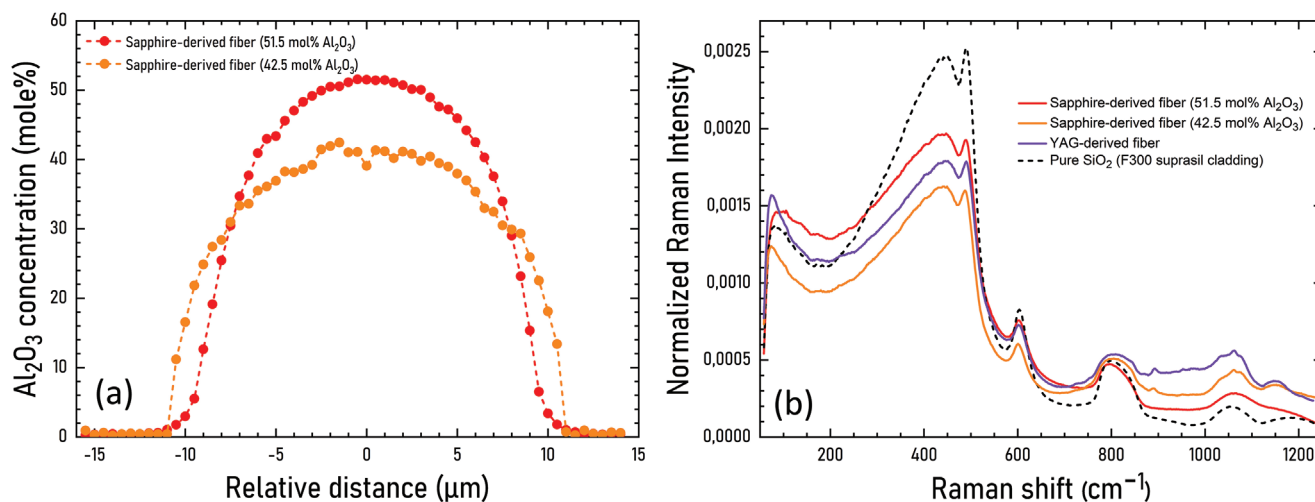 60
50
40
30
20
10
0
Al₂O₃ concentration (mole%)
Sapphire-derived fiber (51.5 mol% Al₂O₃)
Sapphire-derived fiber (42.5 mol% Al₂O₃)
(a)
-15 -10 -5 0 5 10 15
Relative distance (µm)
0,0025
0,0020
0,0015
0,0010
0,0005
0,0000
Normalized Raman Intensity
Sapphire-derived fiber (51.5 mol% Al₂O₃)
Sapphire-derived fiber (42.5 mol% Al₂O₃)
YAG-derived fiber
Pure SiO₂ (F300 suprasil cladding)
(b)
200 400 600 800 1000 1200
Raman shift (cm⁻¹)